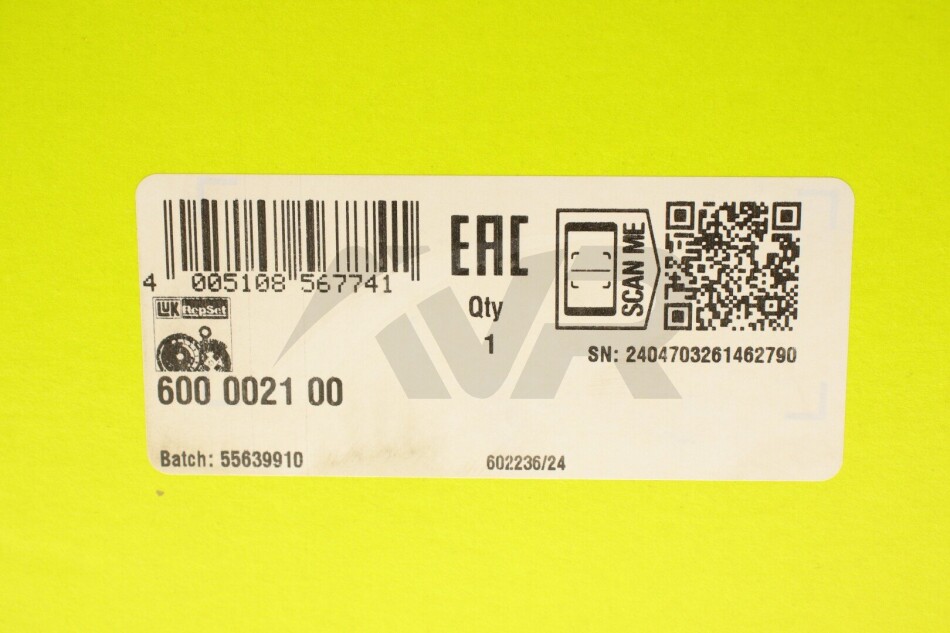 4 005108 567741
EAC
SCAN ME
LUK RepSet
Qty
1
SN: 2404703261462790
600 0021 00
Batch: 55639910
602236/24